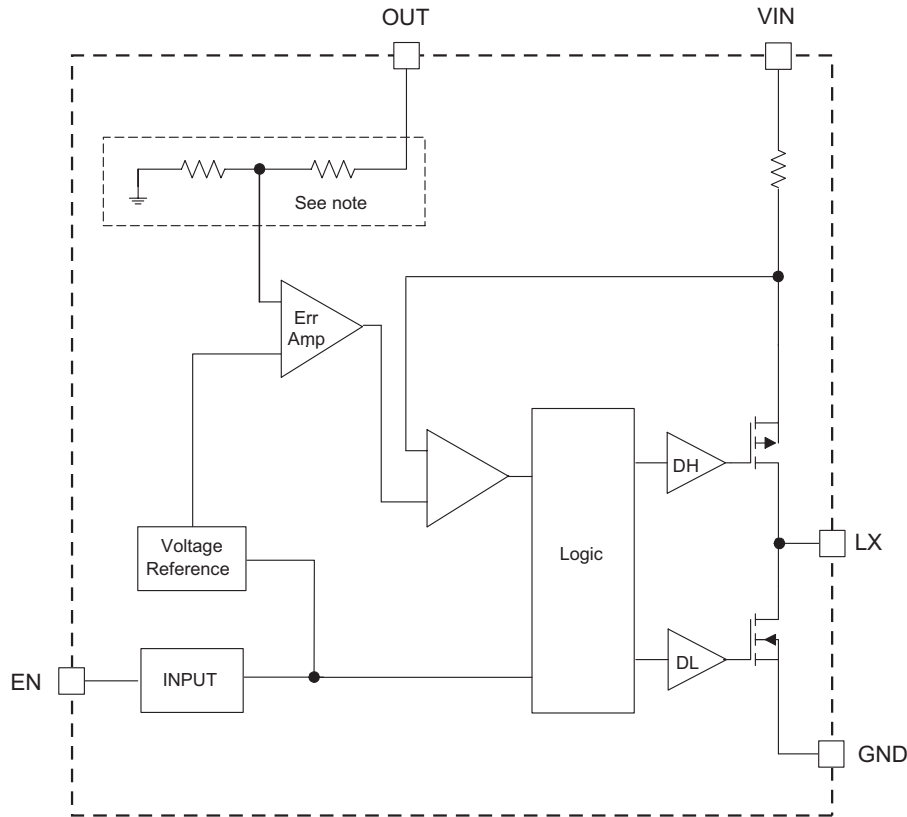 OUT
VIN
See note
Err
Amp
DH
Voltage
Reference
Logic
LX
EN
INPUT
DL
GND